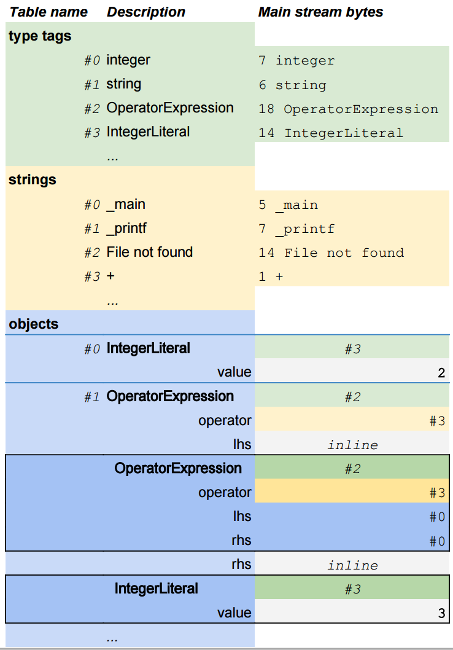 Table name Description Main stream bytes
type tags
#0 integer 7 integer
#1 string 6 string
#2 OperatorExpression 18 OperatorExpression
#3 IntegerLiteral 14 IntegerLiteral
...
strings
#0 _main 5 _main
#1 _printf 7 _printf
#2 File not found 14 File not found
#3 + 1 +
...
objects
#0 IntegerLiteral #3
value 2
#1 OperatorExpression #2
operator #3
lhs inline
OperatorExpression #2
operator #3
lhs #0
rhs #0
rhs inline
IntegerLiteral #3
value 3
...